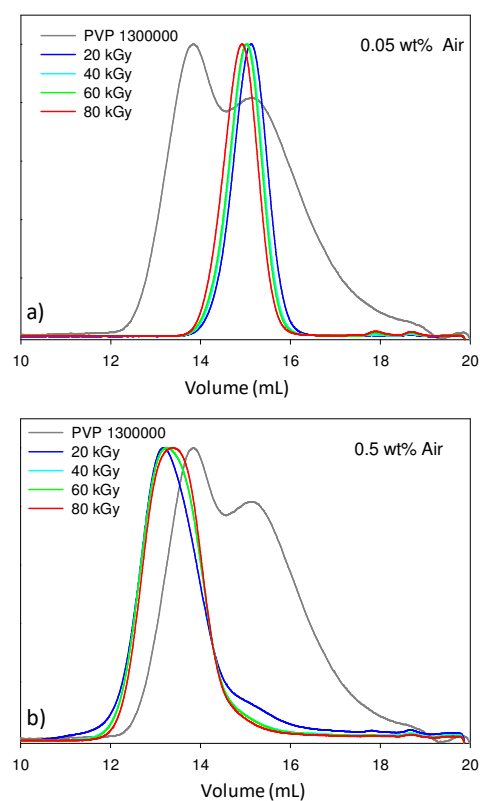 PVP 1300000
20 kGy
40 kGy
60 kGy
80 kGy
0.05 wt% Air
a)
10 12 14 16 18 20
Volume (mL)
PVP 1300000
20 kGy
40 kGy
60 kGy
80 kGy
0.5 wt% Air
b)
10 12 14 16 18 20
Volume (mL)